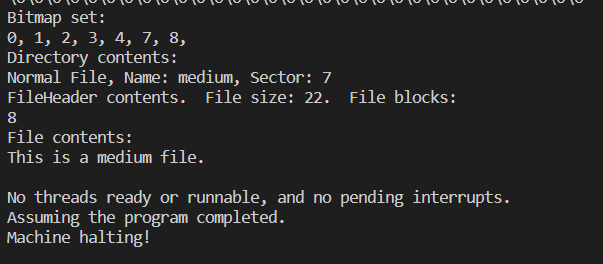 Bitmap set:
0, 1, 2, 3, 4, 7, 8,
Directory contents:
Normal File, Name: medium, Sector: 7
FileHeader contents.  File size: 22.  File blocks:
8
File contents:
This is a medium file.
No threads ready or runnable, and no pending interrupts.
Assuming the program completed.
Machine halting!